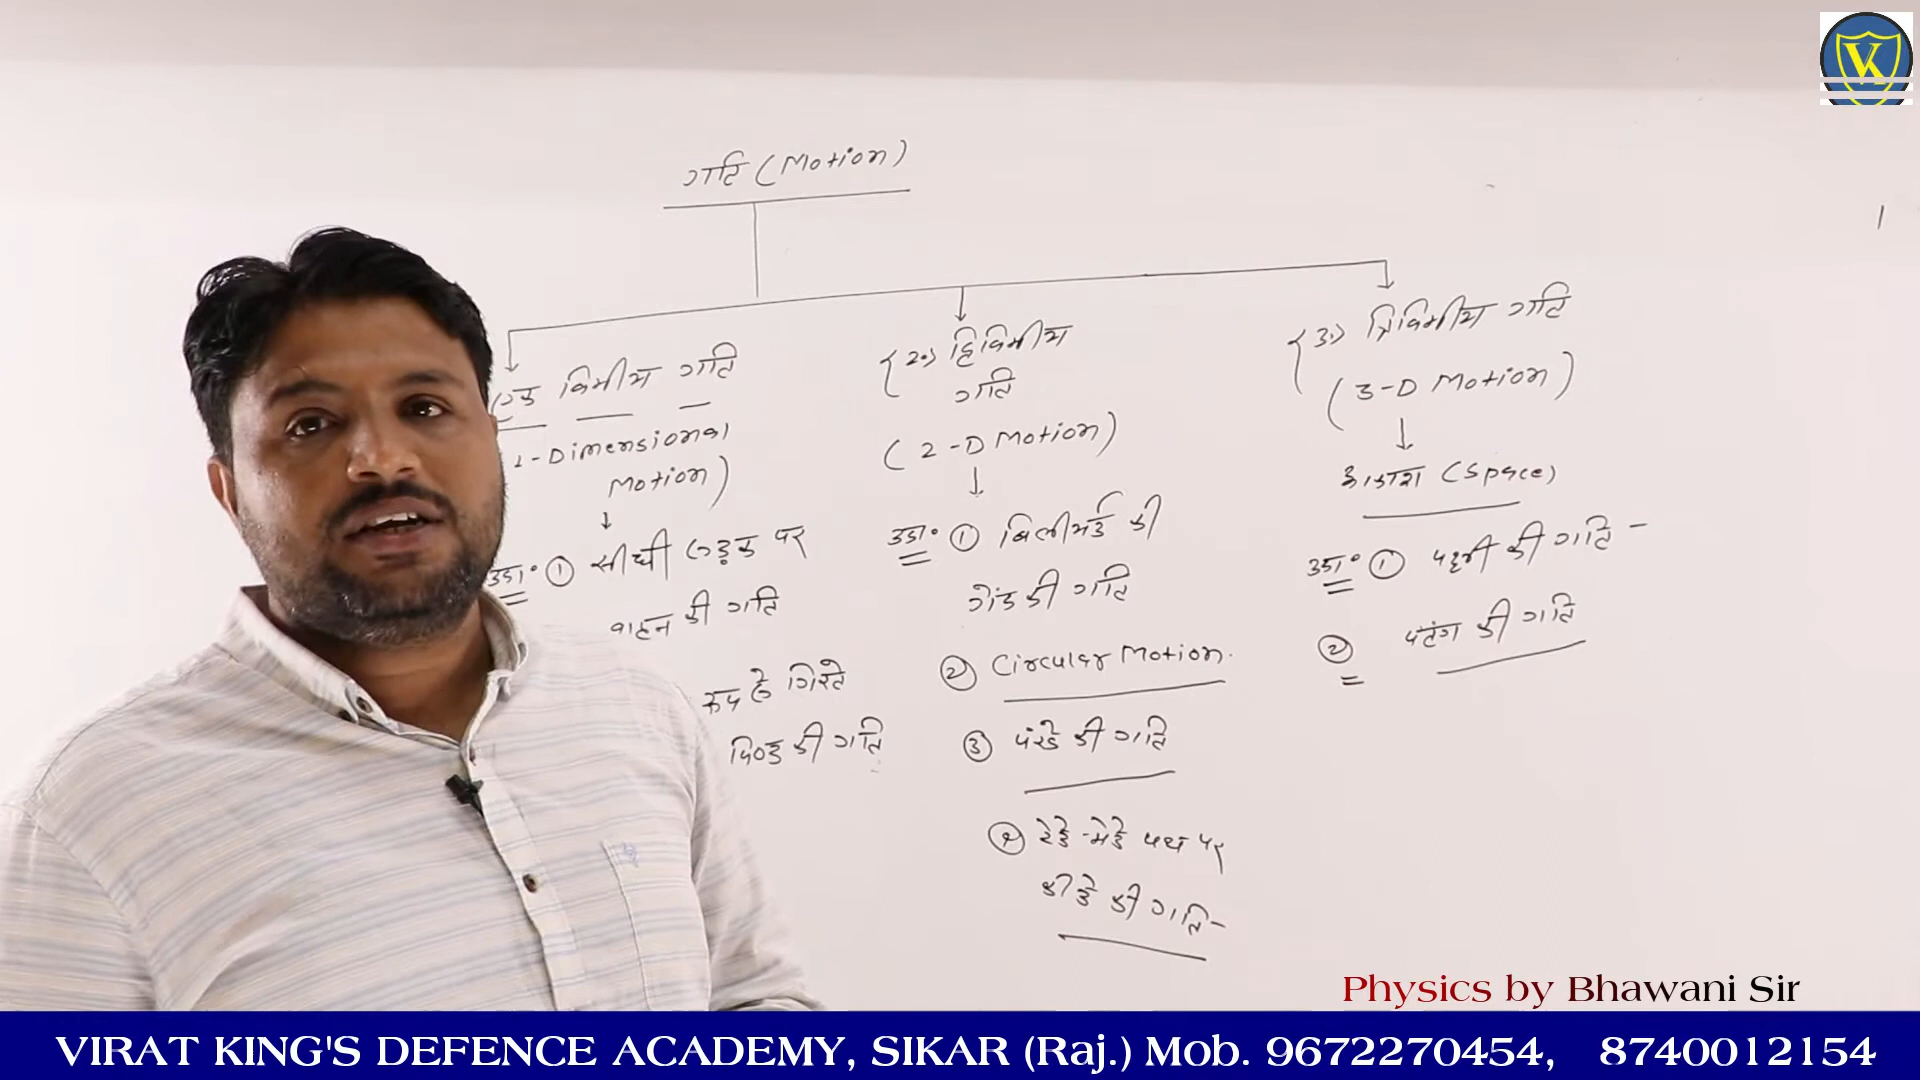 VK
गति (Motion)
एक विमीय गति
1-Dimensional
Motion)
↓
उदा॰ ① सीधी सड़क पर
वाहन की गति
रूप से गिरते
पिण्ड की गति
{2.} द्विविमीय
गति
(2-D Motion)
↓
उदा॰ ① बिलीयर्ड की
गेंद की गति
② Circular Motion.
③ पंखे की गति
④ टेढ़े-मेढ़े पथ पर
कीड़े की गति-
{3.} त्रिविमीय गति
(3-D Motion)
↓
आकाश (Space)
उदा॰ ① पक्षी की गति -
② पतंग की गति
Physics by Bhawani Sir
VIRAT KING'S DEFENCE ACADEMY, SIKAR (Raj.) Mob. 9672270454, 8740012154